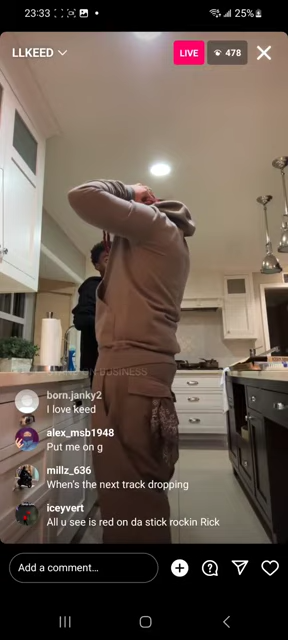 23:33
25%
LLKEED
LIVE
478
BUSINESS
born.janky2
I love keed
alex_msb1948
Put me on g
millz_636
When's the next track dropping
iceyvert
All u see is red on da stick rockin Rick
Add a comment...